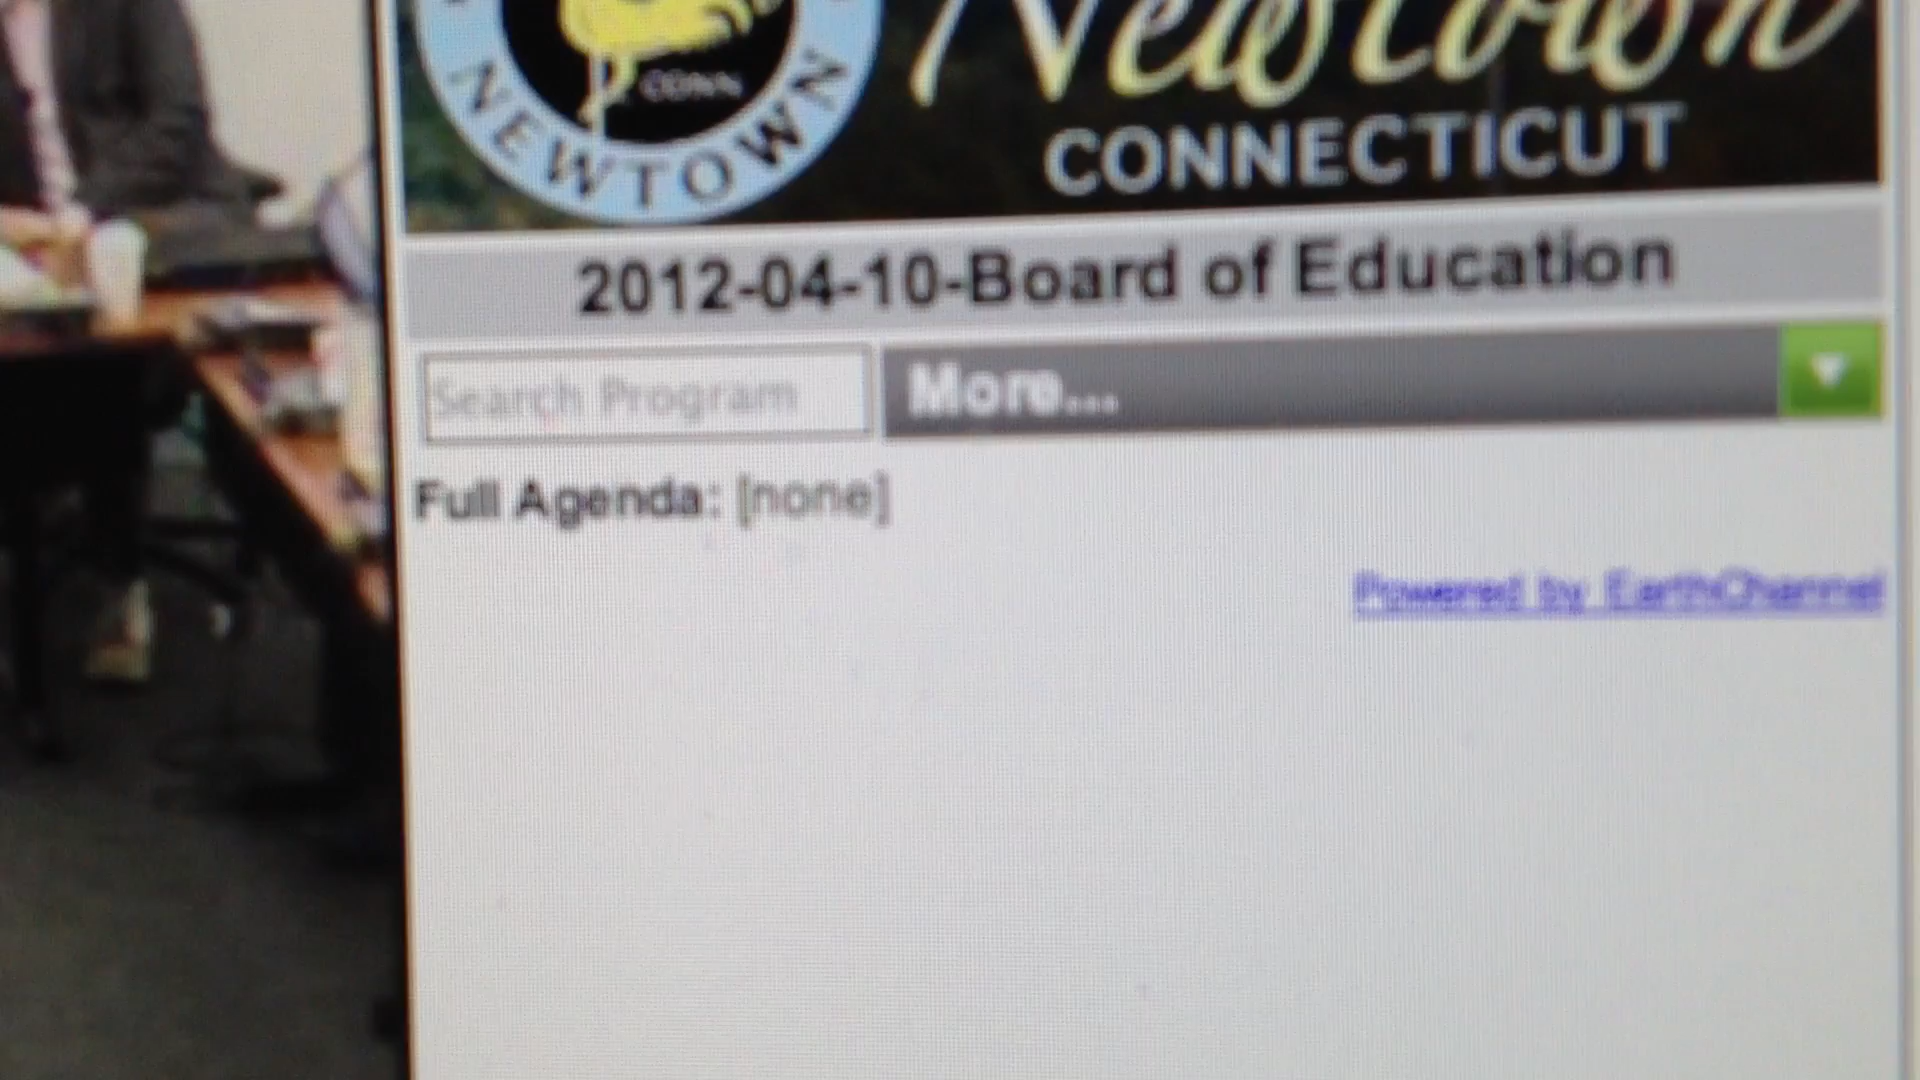 Newtown
CONN
NEWTOWN
CONNECTICUT
2012-04-10-Board of Education
Search Program
More...
Full Agenda: [none]
Powered by EarthChannel